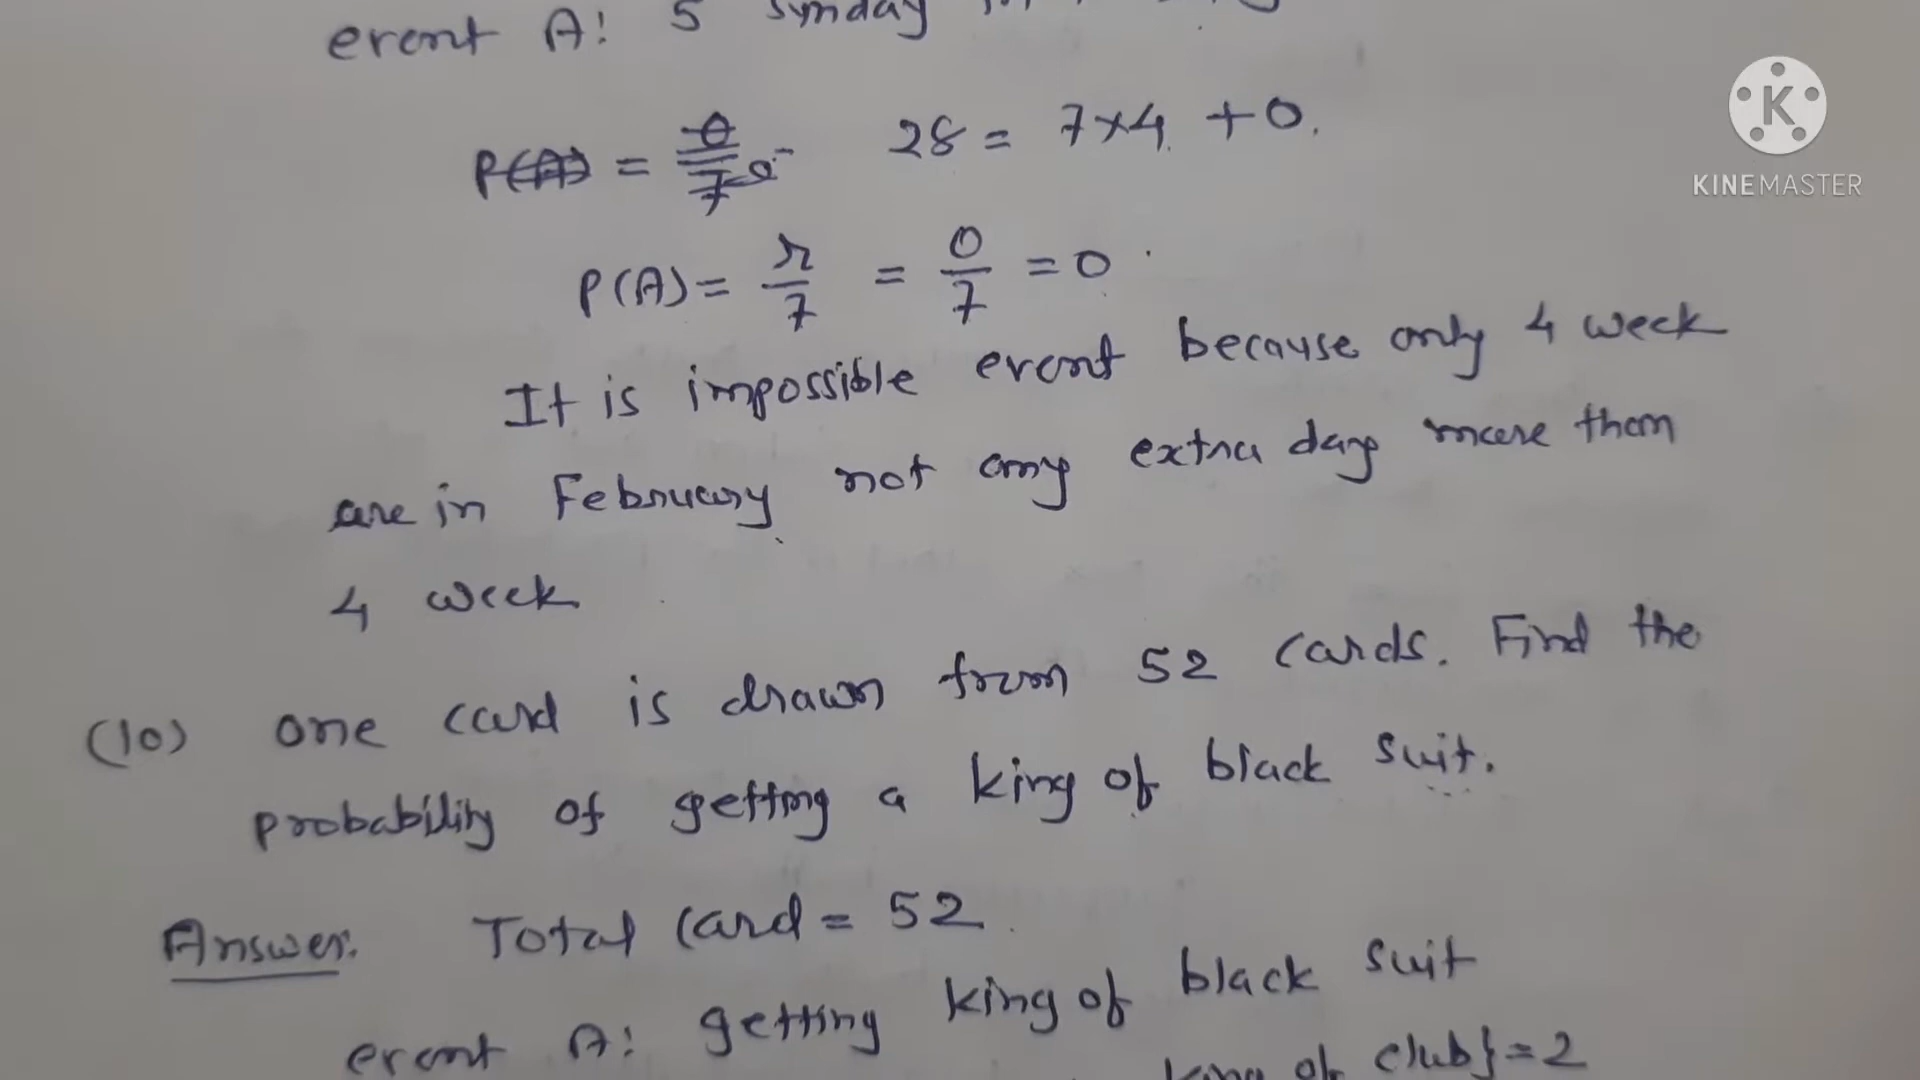 event A: 5 Sunday in
P(A) = 0/7 28 = 7×4 + 0.
P(A) = r/7 = 0/7 = 0
It is impossible event because only 4 week
are in February not any extra day more than
4 week
(10) one card is drawn from 52 cards. Find the
probability of getting a king of black suit.
Answer. Total card = 52
event A: getting king of black suit
king of club} = 2
K
KINEMASTER